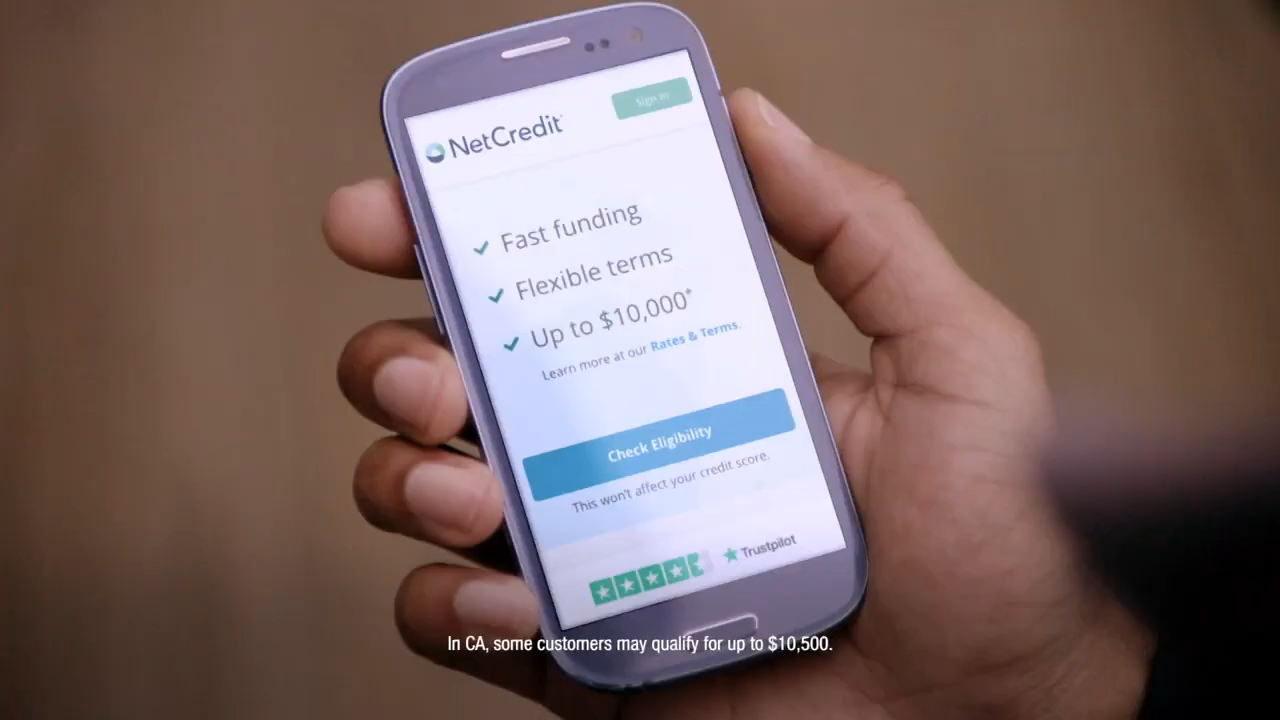 NetCredit
Sign In
Fast funding
Flexible terms
Up to $10,000*
Learn more at our Rates & Terms.
Check Eligibility
This won't affect your credit score.
Trustpilot
In CA, some customers may qualify for up to $10,500.